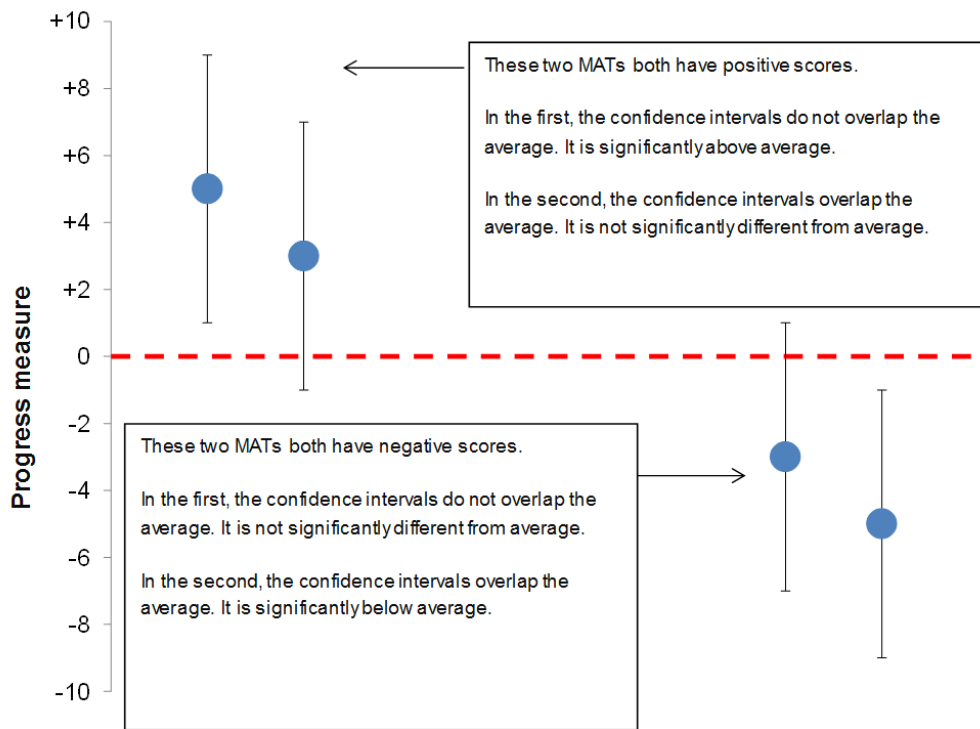 +10
+8
+6
+4
+2
0
-2
-4
-6
-8
-10
Progress measure
These two MATs both have positive scores.
In the first, the confidence intervals do not overlap the
average. It is significantly above average.
In the second, the confidence intervals overlap the
average. It is not significantly different from average.
These two MATs both have negative scores.
In the first, the confidence intervals do not overlap the
average. It is not significantly different from average.
In the second, the confidence intervals overlap the
average. It is significantly below average.